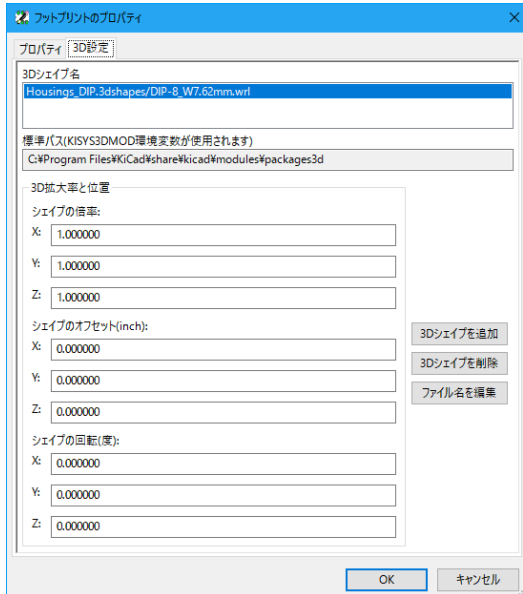 フットプリントのプロパティ
プロパティ 3D設定
3Dシェイプ名
Housings_DIP.3dshapes/DIP-8_W7.62mm.wrl
標準パス(KISYS3DMOD環境変数が使用されます)
C:¥Program Files¥KiCad¥share¥kicad¥modules¥packages3d
3D拡大率と位置
シェイプの倍率:
X: 1.000000
Y: 1.000000
Z: 1.000000
シェイプのオフセット(inch):
X: 0.000000
Y: 0.000000
Z: 0.000000
シェイプの回転(度):
X: 0.000000
Y: 0.000000
Z: 0.000000
3Dシェイプを追加
3Dシェイプを削除
ファイル名を編集
OK キャンセル